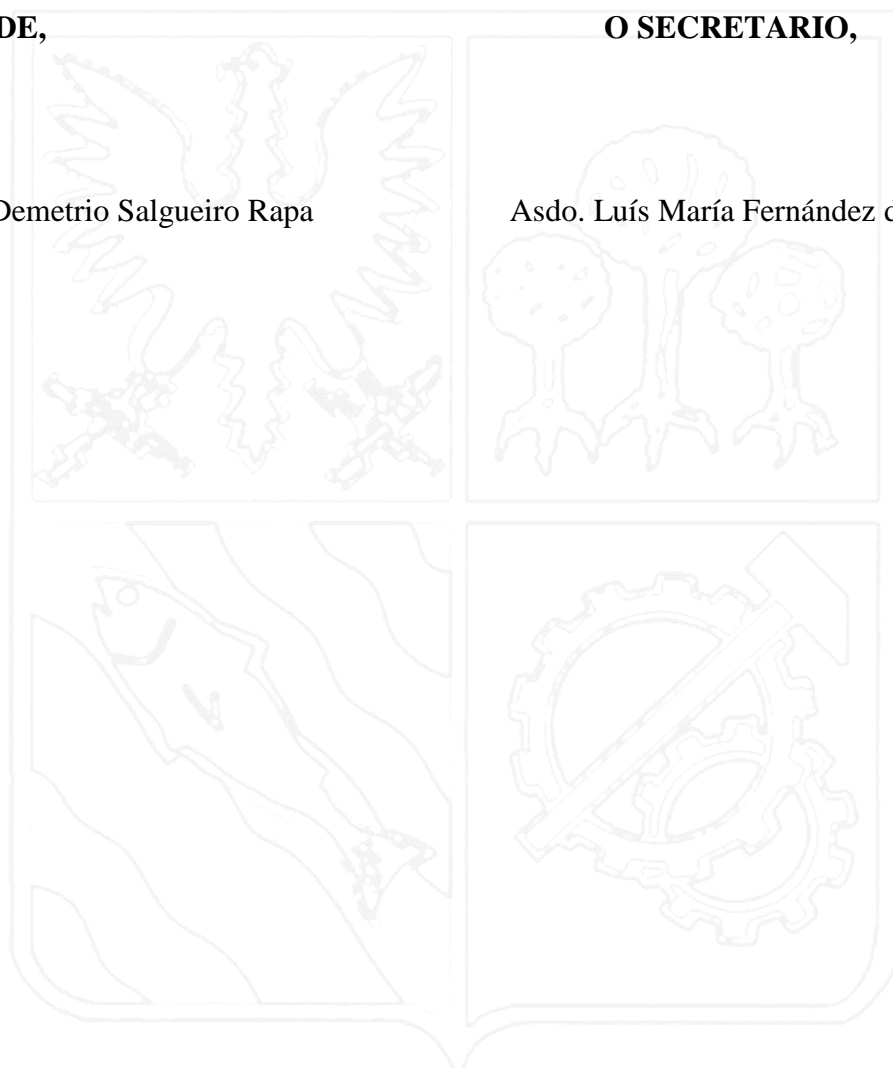 DE, O SECRETARIO,
Demetrio Salgueiro Rapa Asdo. Luís María Fernández